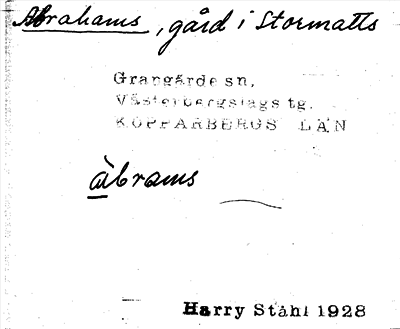 Abrahams, gård i Stormatts
Grangärde sn,
Västerbergslags tg.
KOPPARBERGS LÄN
àbrams
Harry Ståhl 1928